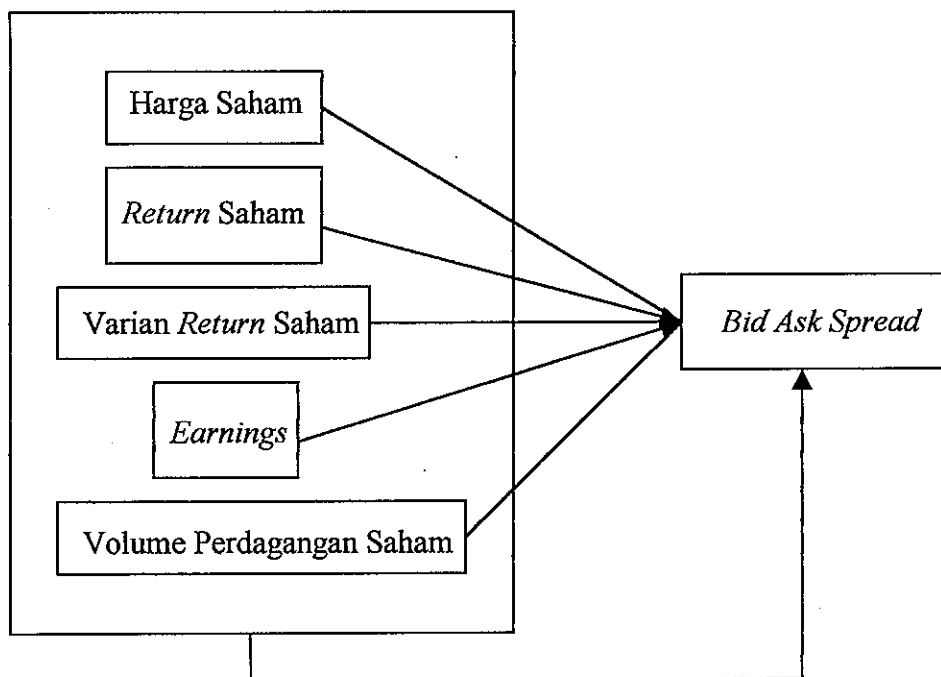 Harga Saham
Return Saham
Varian Return Saham
Bid Ask Spread
Earnings
Volume Perdagangan Saham